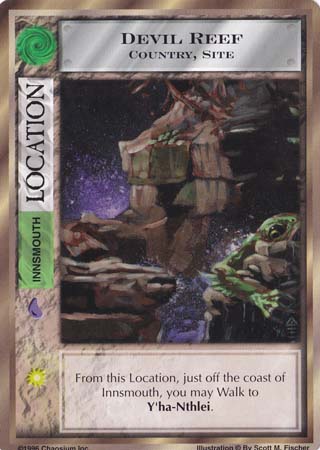 DEVIL REEF
COUNTRY, SITE
LOCATION
INNSMOUTH
From this Location, just off the coast of
Innsmouth, you may Walk to
Y'ha-Nthlei.
©1996 Chaosium Inc.
Illustration © By Scott M. Fischer